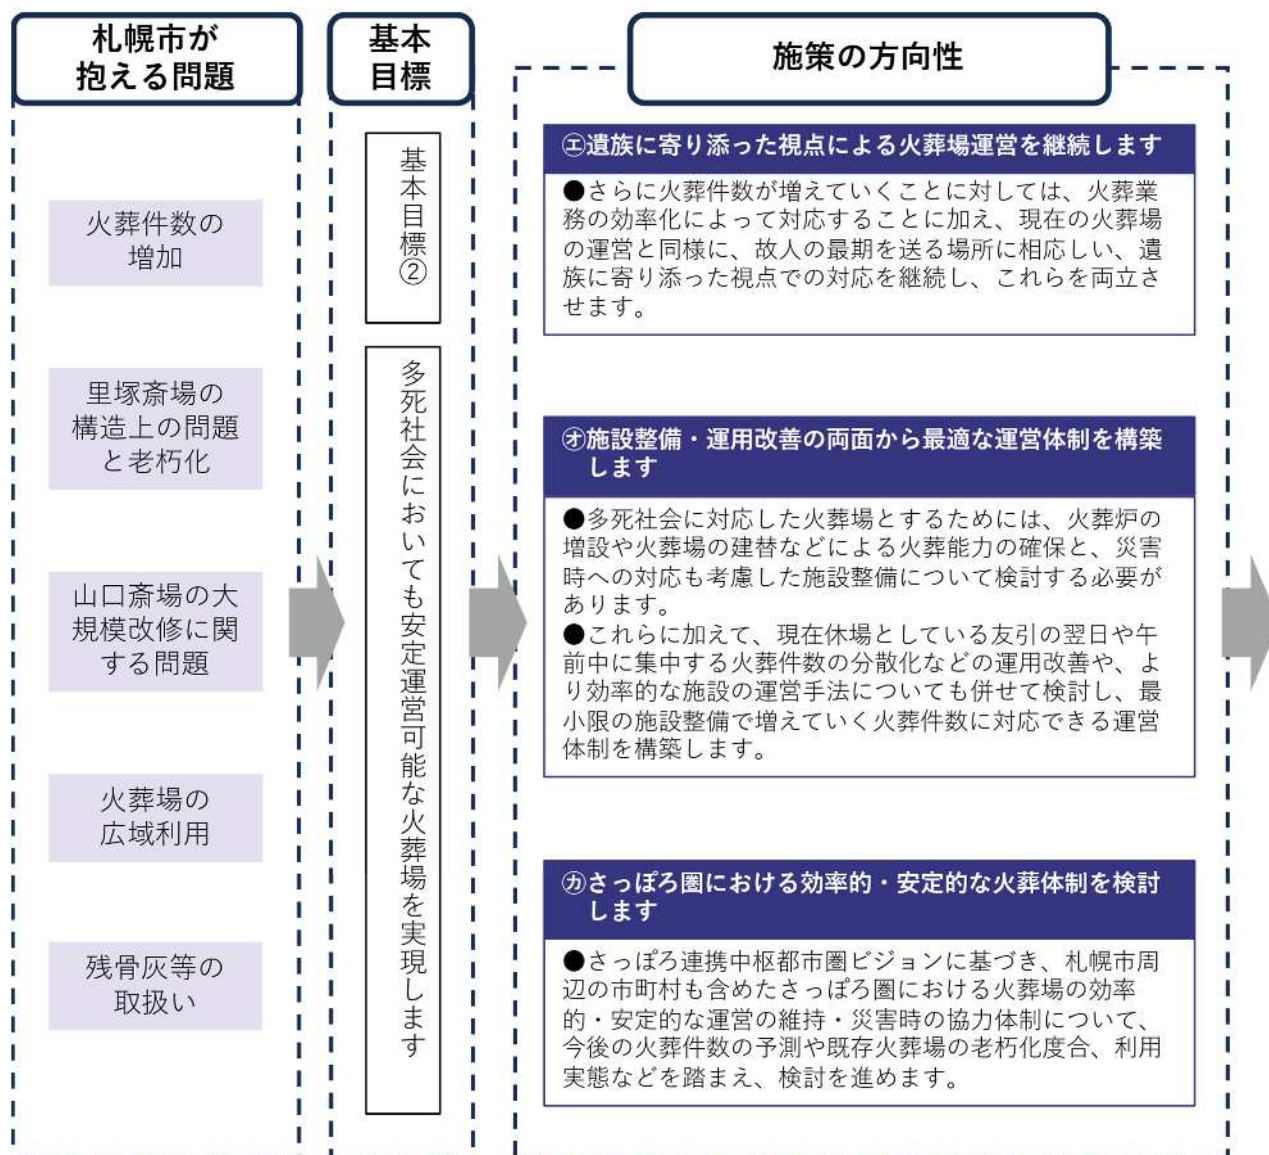 札幌市が
抱える問題
基本
目標
施策の方向性
火葬件数の
増加
里塚斎場の
構造上の問題
と老朽化
山口斎場の大
規模改修に関
する問題
火葬場の
広域利用
残骨灰等の
取扱い
基本目標②
多死社会においても安定運営可能な火葬場を実現します
㋓遺族に寄り添った視点による火葬場運営を継続します
●さらに火葬件数が増えていくことに対しては、火葬業
務の効率化によって対応することに加え、現在の火葬場
の運営と同様に、故人の最期を送る場所に相応しい、遺
族に寄り添った視点での対応を継続し、これらを両立さ
せます。
㋔施設整備・運用改善の両面から最適な運営体制を構築
します
●多死社会に対応した火葬場とするためには、火葬炉の
増設や火葬場の建替などによる火葬能力の確保と、災害
時への対応も考慮した施設整備について検討する必要が
あります。
●これらに加えて、現在休場としている友引の翌日や午
前中に集中する火葬件数の分散化などの運用改善や、よ
り効率的な施設の運営手法についても併せて検討し、最
小限の施設整備で増えていく火葬件数に対応できる運営
体制を構築します。
㋕さっぽろ圏における効率的・安定的な火葬体制を検討
します
●さっぽろ連携中枢都市圏ビジョンに基づき、札幌市周
辺の市町村も含めたさっぽろ圏における火葬場の効率
的・安定的な運営の維持・災害時の協力体制について、
今後の火葬件数の予測や既存火葬場の老朽化度合、利用
実態などを踏まえ、検討を進めます。